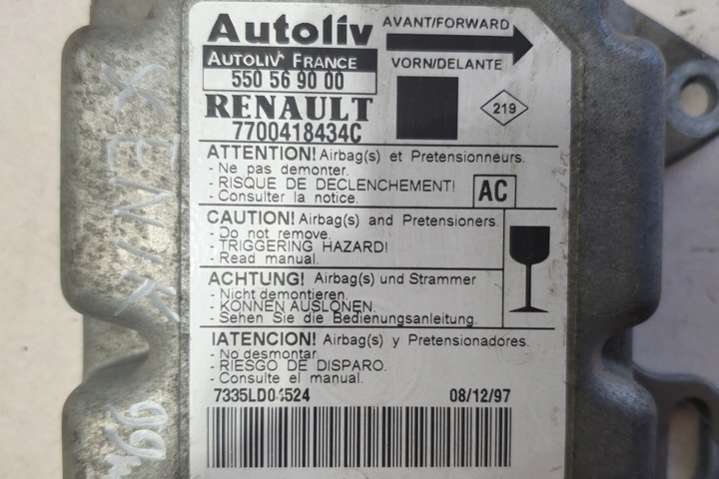 Autoliv
AVANT/FORWARD
AUTOLIV FRANCE
VORN/DELANTE
550 56 90 00
RENAULT
219
7700418434C
ATTENTION! Airbag(s) et Pretensionneurs.
- Ne pas demonter.
- RISQUE DE DECLENCHEMENT!
- Consulter la notice.
AC
CAUTION! Airbag(s) and Pretensioners.
- Do not remove.
- TRIGGERING HAZARD!
- Read manual.
ACHTUNG! Airbag(s) und Strammer
- Nicht demontieren.
- KONNEN AUSLONEN.
- Sehen Sie die Bedienungsanleitung.
IATENCION! Airbag(s) y Pretensionadores.
- No desmontar.
- RIESGO DE DISPARO.
- Consulte el manual.
08/12/97
XENIK
99